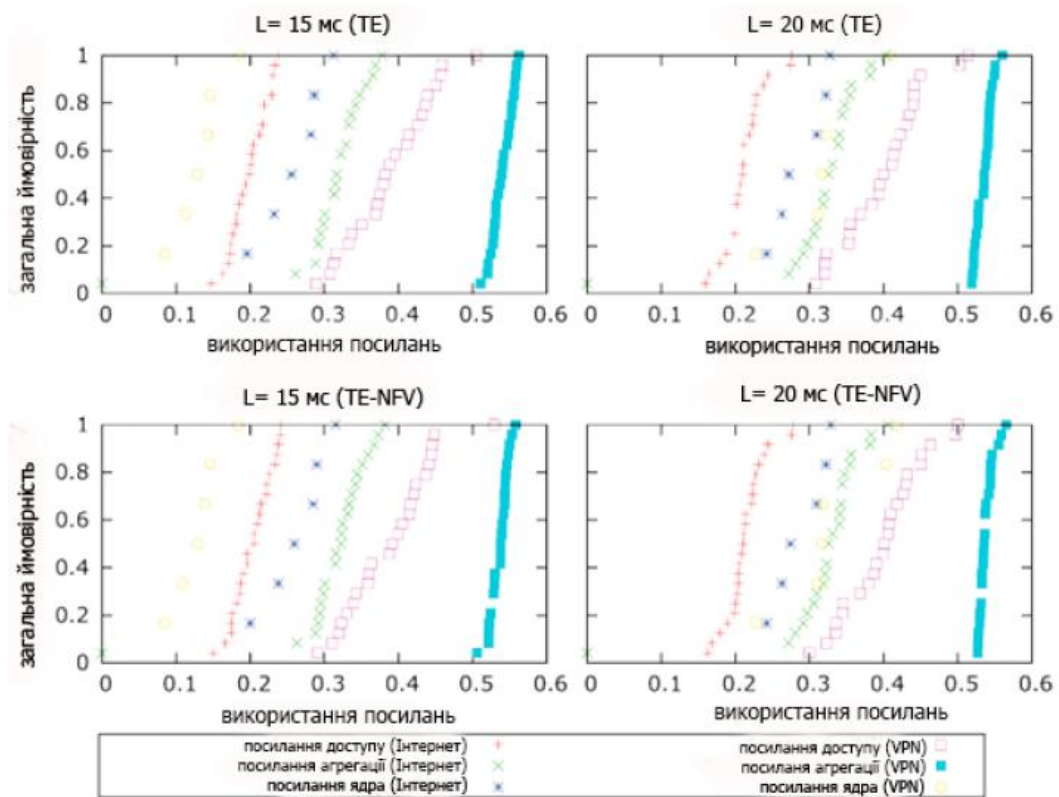 L= 15 мс (TE)
L= 20 мс (TE)
загальна ймовірність
1
0.8
0.6
0.4
0.2
0
0 0.1 0.2 0.3 0.4 0.5 0.6
0 0.1 0.2 0.3 0.4 0.5 0.6
використання посилань
використання посилань
L= 15 мс (TE-NFV)
L= 20 мс (TE-NFV)
загальна ймовірність
1
0.8
0.6
0.4
0.2
0
0 0.1 0.2 0.3 0.4 0.5 0.6
0 0.1 0.2 0.3 0.4 0.5 0.6
використання посилань
використання посилань
посилання доступу (Інтернет)
посилання агрегації (Інтернет)
посилання ядра (Інтернет)
посилання доступу (VPN)
посиланя агрегації (VPN)
посилання ядра (VPN)